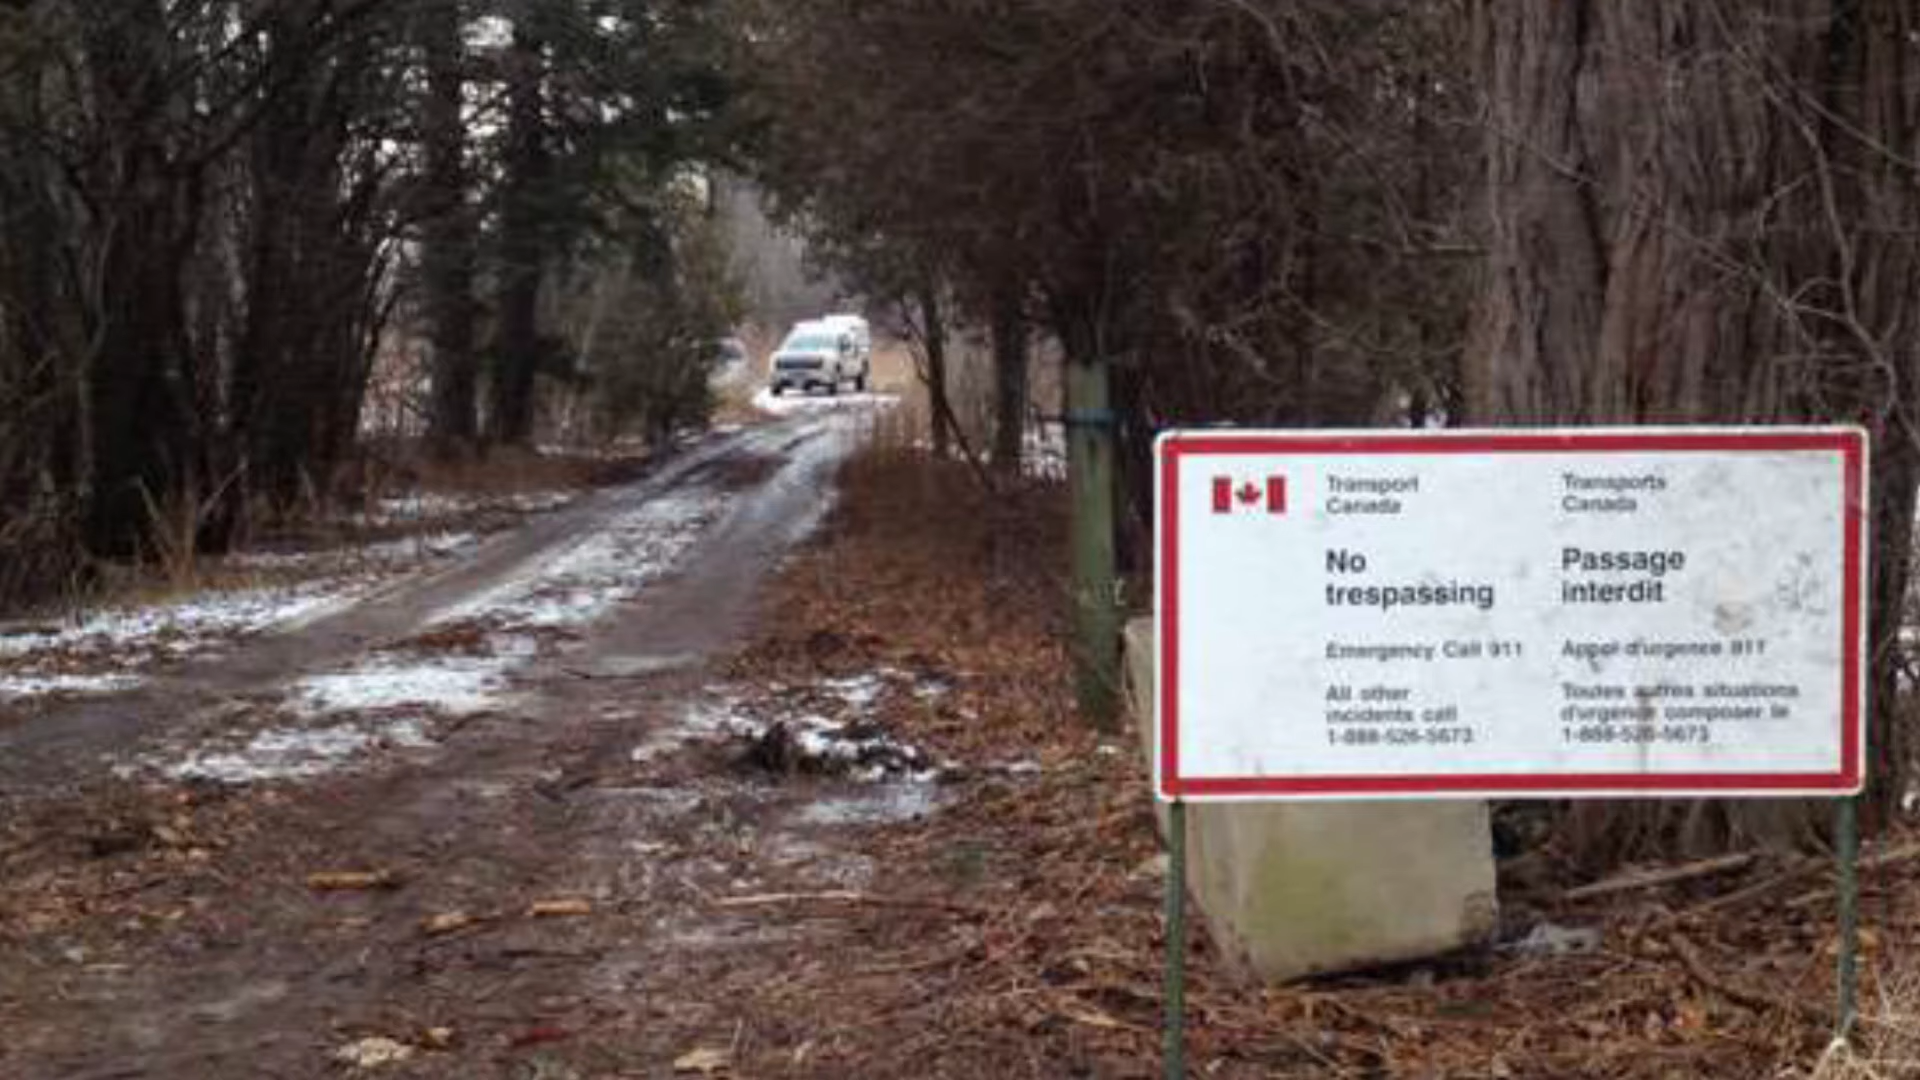 Transport
Canada
No
trespassing
Emergency Call 911
All other
incidents call
1-888-526-5673
Transports
Canada
Passage
interdit
Appel d'urgence 911
Toutes autres situations
d'urgence composer le
1-888-526-5673